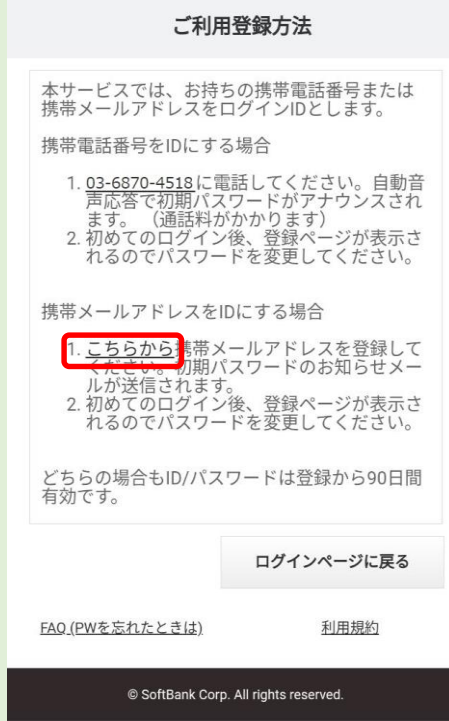 ご利用登録方法
本サービスでは、お持ちの携帯電話番号または
携帯メールアドレスをログインIDとします。
携帯電話番号をIDにする場合
1. 03-6870-4518に電話してください。自動音
声応答で初期パスワードがアナウンスされ
ます。（通話料がかかります）
2. 初めてのログイン後、登録ページが表示さ
れるのでパスワードを変更してください。
携帯メールアドレスをIDにする場合
1. こちらから携帯メールアドレスを登録して
ください。初期パスワードのお知らせメー
ルが送信されます。
2. 初めてのログイン後、登録ページが表示さ
れるのでパスワードを変更してください。
どちらの場合もID/パスワードは登録から90日間
有効です。
ログインページに戻る
FAQ (PWを忘れたときは) 利用規約
© SoftBank Corp. All rights reserved.